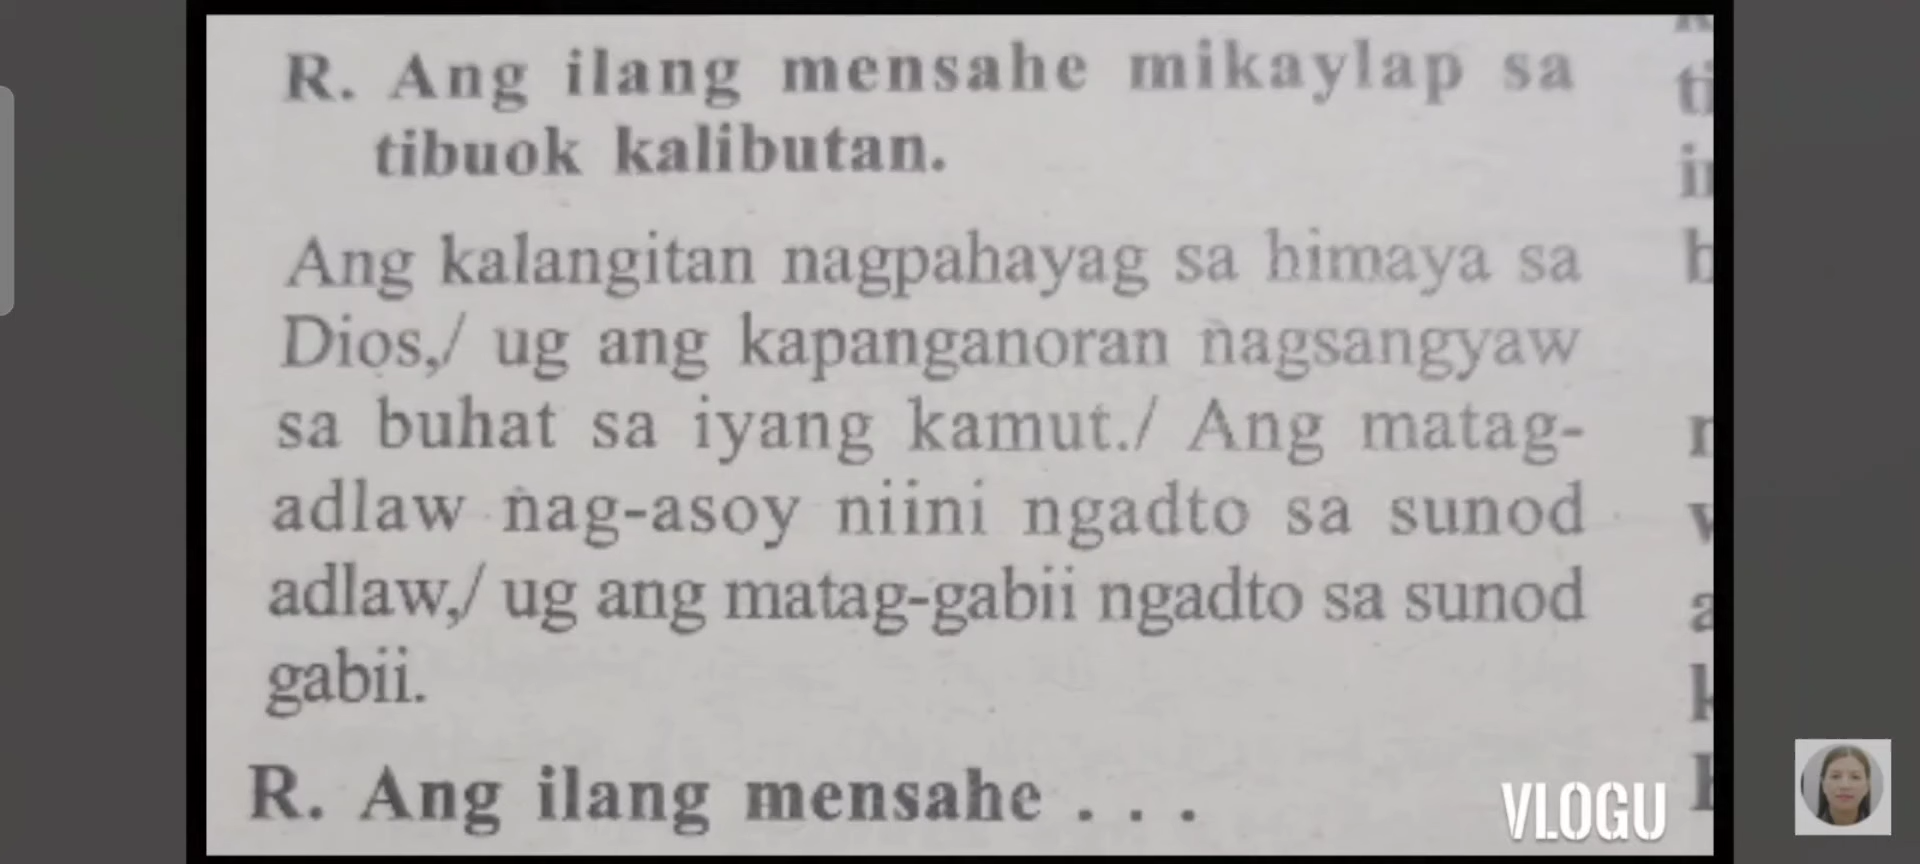 R. Ang ilang mensahe mikaylap sa
tibuok kalibutan.
Ang kalangitan nagpahayag sa himaya sa
Dios,/ ug ang kapanganoran nagsangyaw
sa buhat sa iyang kamut./ Ang matag-
adlaw nag-asoy niini ngadto sa sunod
adlaw,/ ug ang matag-gabii ngadto sa sunod
gabii.
R. Ang ilang mensahe . . .
VLOGU